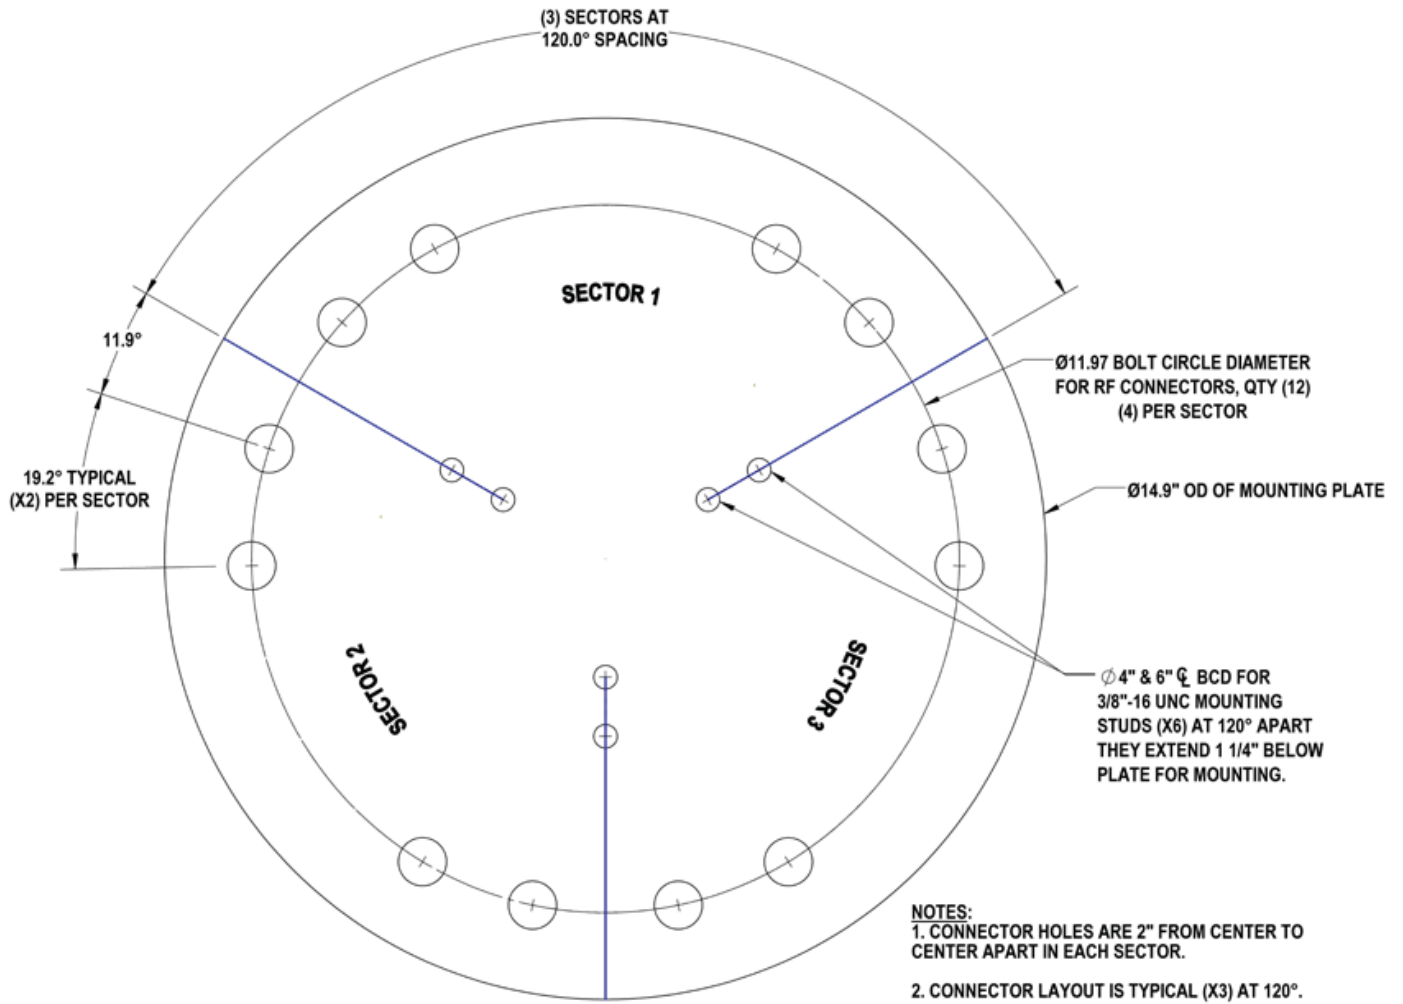 (3) SECTORS AT
120.0° SPACING
SECTOR 1
11.9°
Ø11.97 BOLT CIRCLE DIAMETER
FOR RF CONNECTORS, QTY (12)
(4) PER SECTOR
19.2° TYPICAL
(X2) PER SECTOR
Ø14.9" OD OF MOUNTING PLATE
SECTOR 2
SECTOR 3
∅4" & 6" ℄ BCD FOR
3/8"-16 UNC MOUNTING
STUDS (X6) AT 120° APART
THEY EXTEND 1 1/4" BELOW
PLATE FOR MOUNTING.
NOTES:
1. CONNECTOR HOLES ARE 2" FROM CENTER TO
CENTER APART IN EACH SECTOR.
2. CONNECTOR LAYOUT IS TYPICAL (X3) AT 120°.